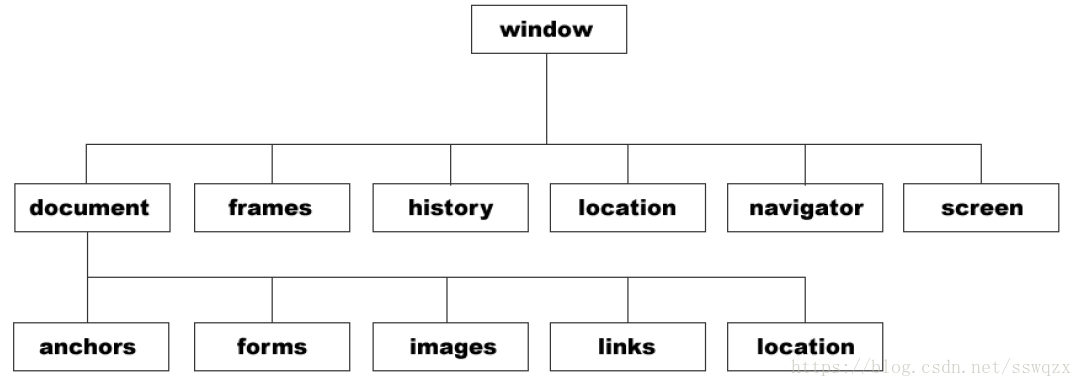 window
document frames history location navigator screen
anchors forms images links location
https://blog.csdn.net/sswqzx